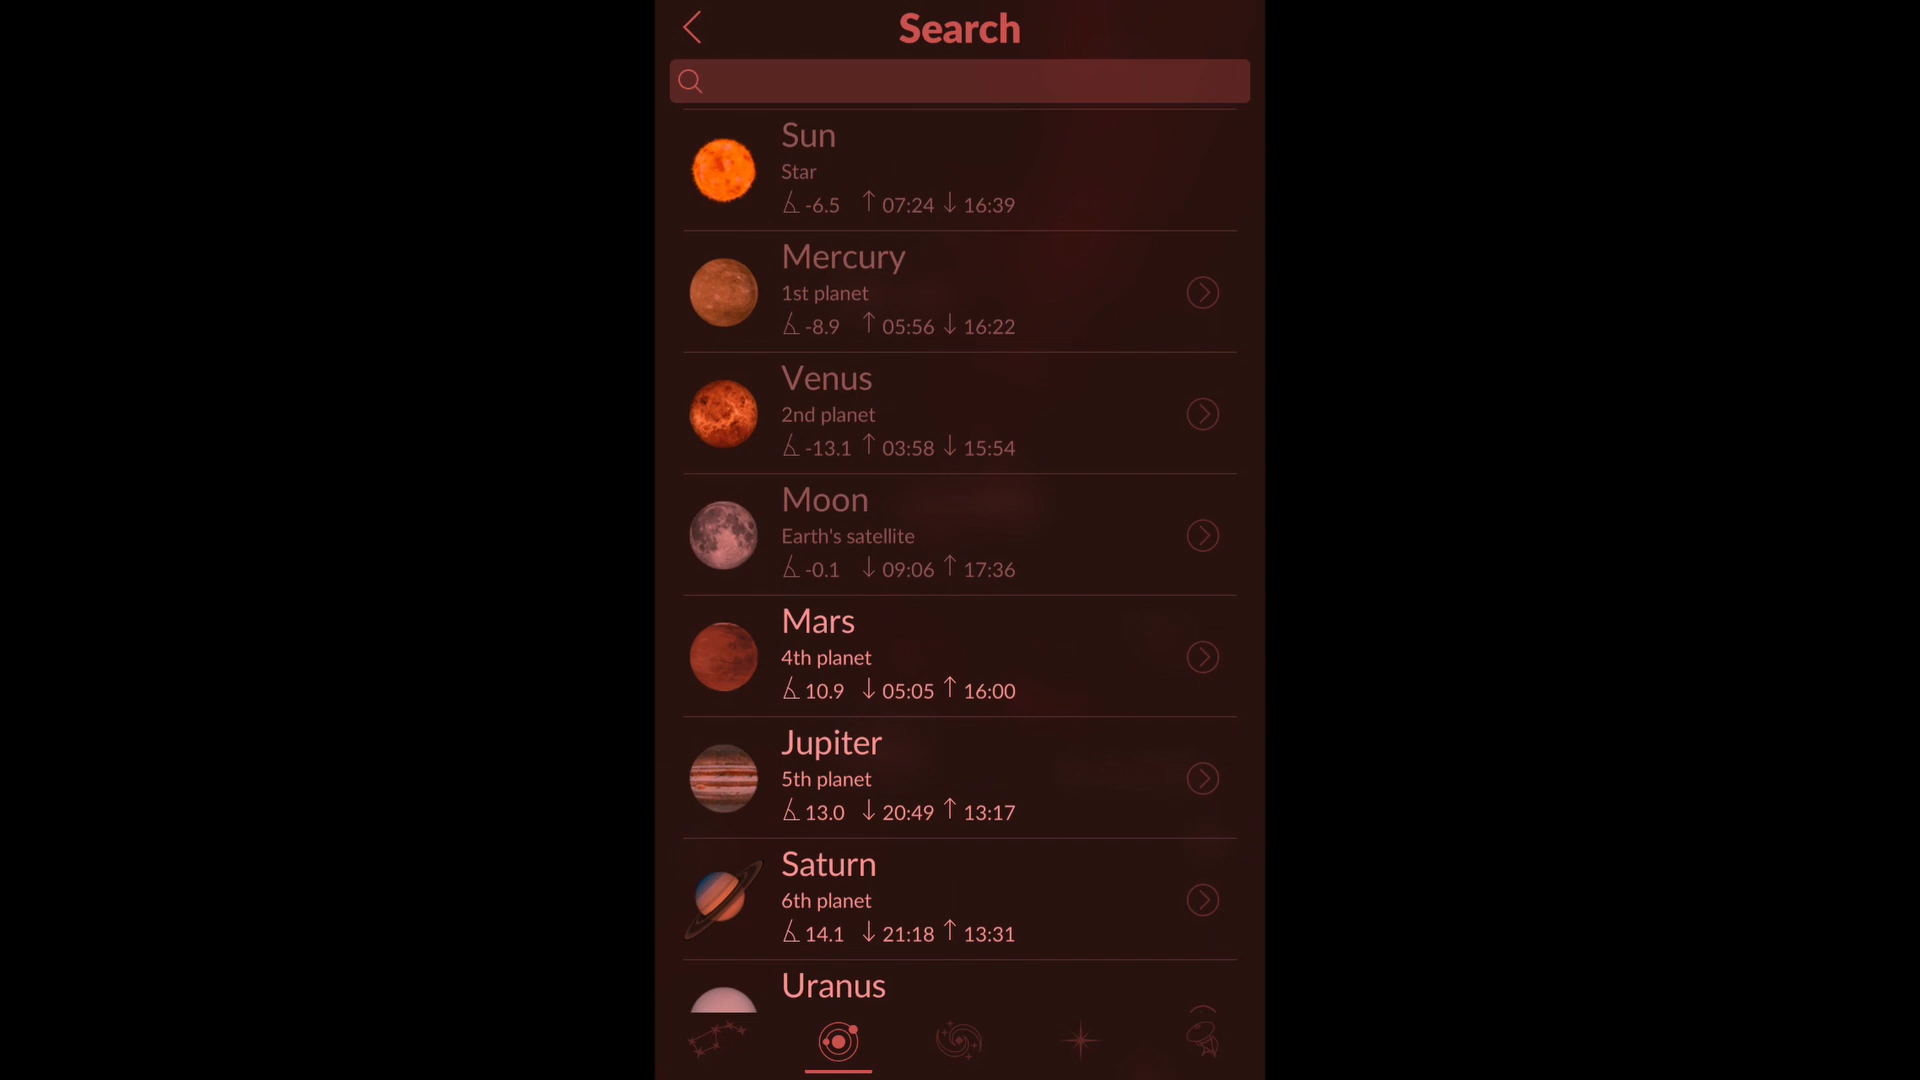 Search
Sun
Star
-6.5 ↑ 07:24 ↓ 16:39
Mercury
1st planet
-8.9 ↑ 05:56 ↓ 16:22
Venus
2nd planet
-13.1 ↑ 03:58 ↓ 15:54
Moon
Earth's satellite
-0.1 ↓ 09:06 ↑ 17:36
Mars
4th planet
10.9 ↓ 05:05 ↑ 16:00
Jupiter
5th planet
13.0 ↓ 20:49 ↑ 13:17
Saturn
6th planet
14.1 ↓ 21:18 ↑ 13:31
Uranus